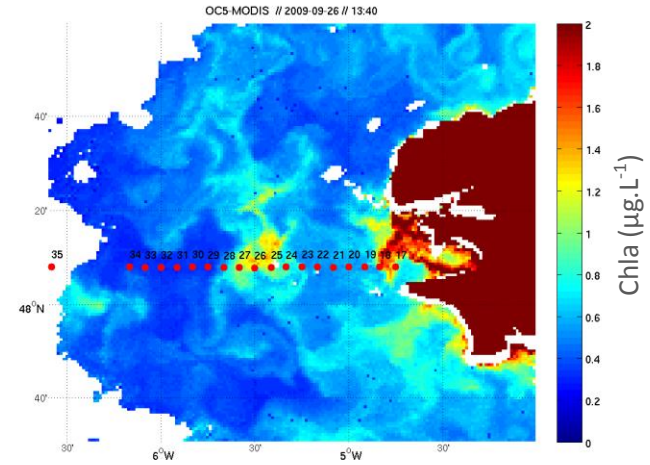 OC5-MODIS // 2009-09-26 // 13:40
40'
20'
48°N
40'
30'
6°W
30'
5°W
30'
35 34 33 32 31 30 29 28 27 26 25 24 23 22 21 20 19 18 17
2
1.8
1.6
1.4
1.2
1
0.8
0.6
0.4
0.2
0
Chla (µg.L-1)